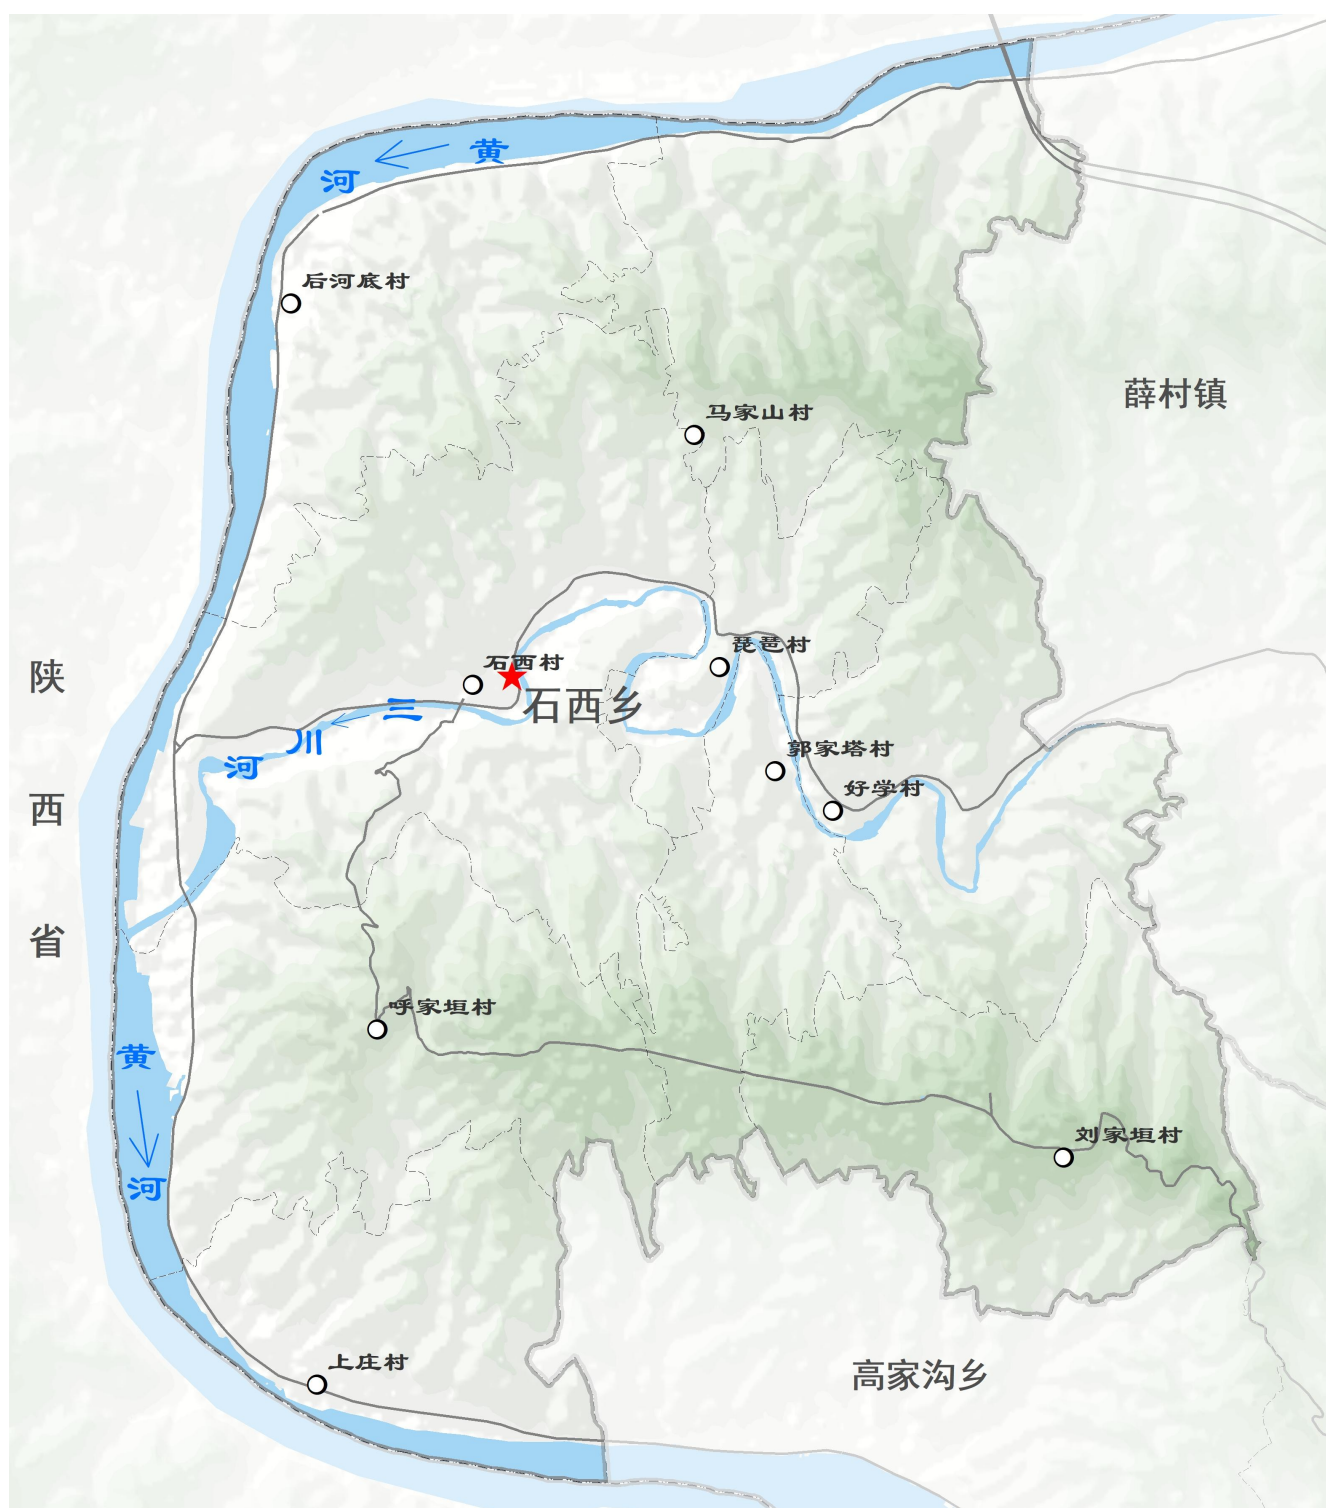 黄河
后河底村
薛村镇
马家山村
琵琶村
石西村
石西乡
三川河
郭家塔村
好学村
陕西省
呼家垣村
黄河
刘家垣村
上庄村
高家沟乡